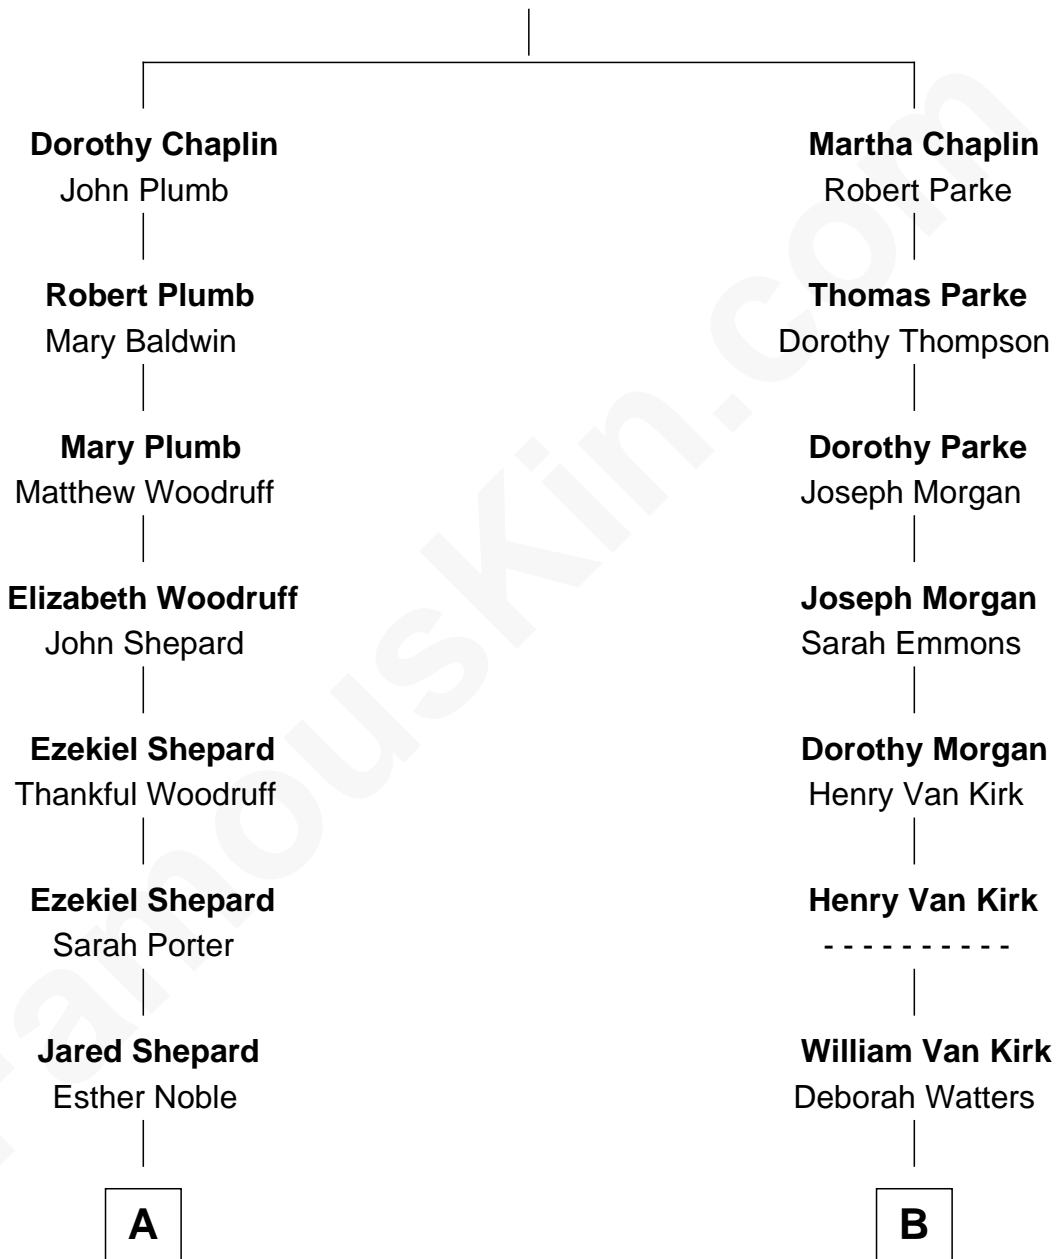 Dorothy Chaplin
John Plumb
Martha Chaplin
Robert Parke
Robert Plumb
Mary Baldwin
Thomas Parke
Dorothy Thompson
Mary Plumb
Matthew Woodruff
Dorothy Parke
Joseph Morgan
Elizabeth Woodruff
John Shepard
Joseph Morgan
Sarah Emmons
Ezekiel Shepard
Thankful Woodruff
Dorothy Morgan
Henry Van Kirk
Ezekiel Shepard
Sarah Porter
Henry Van Kirk
- - - - - - - - - -
Jared Shepard
Esther Noble
William Van Kirk
Deborah Watters
A
B
FamousKin.com